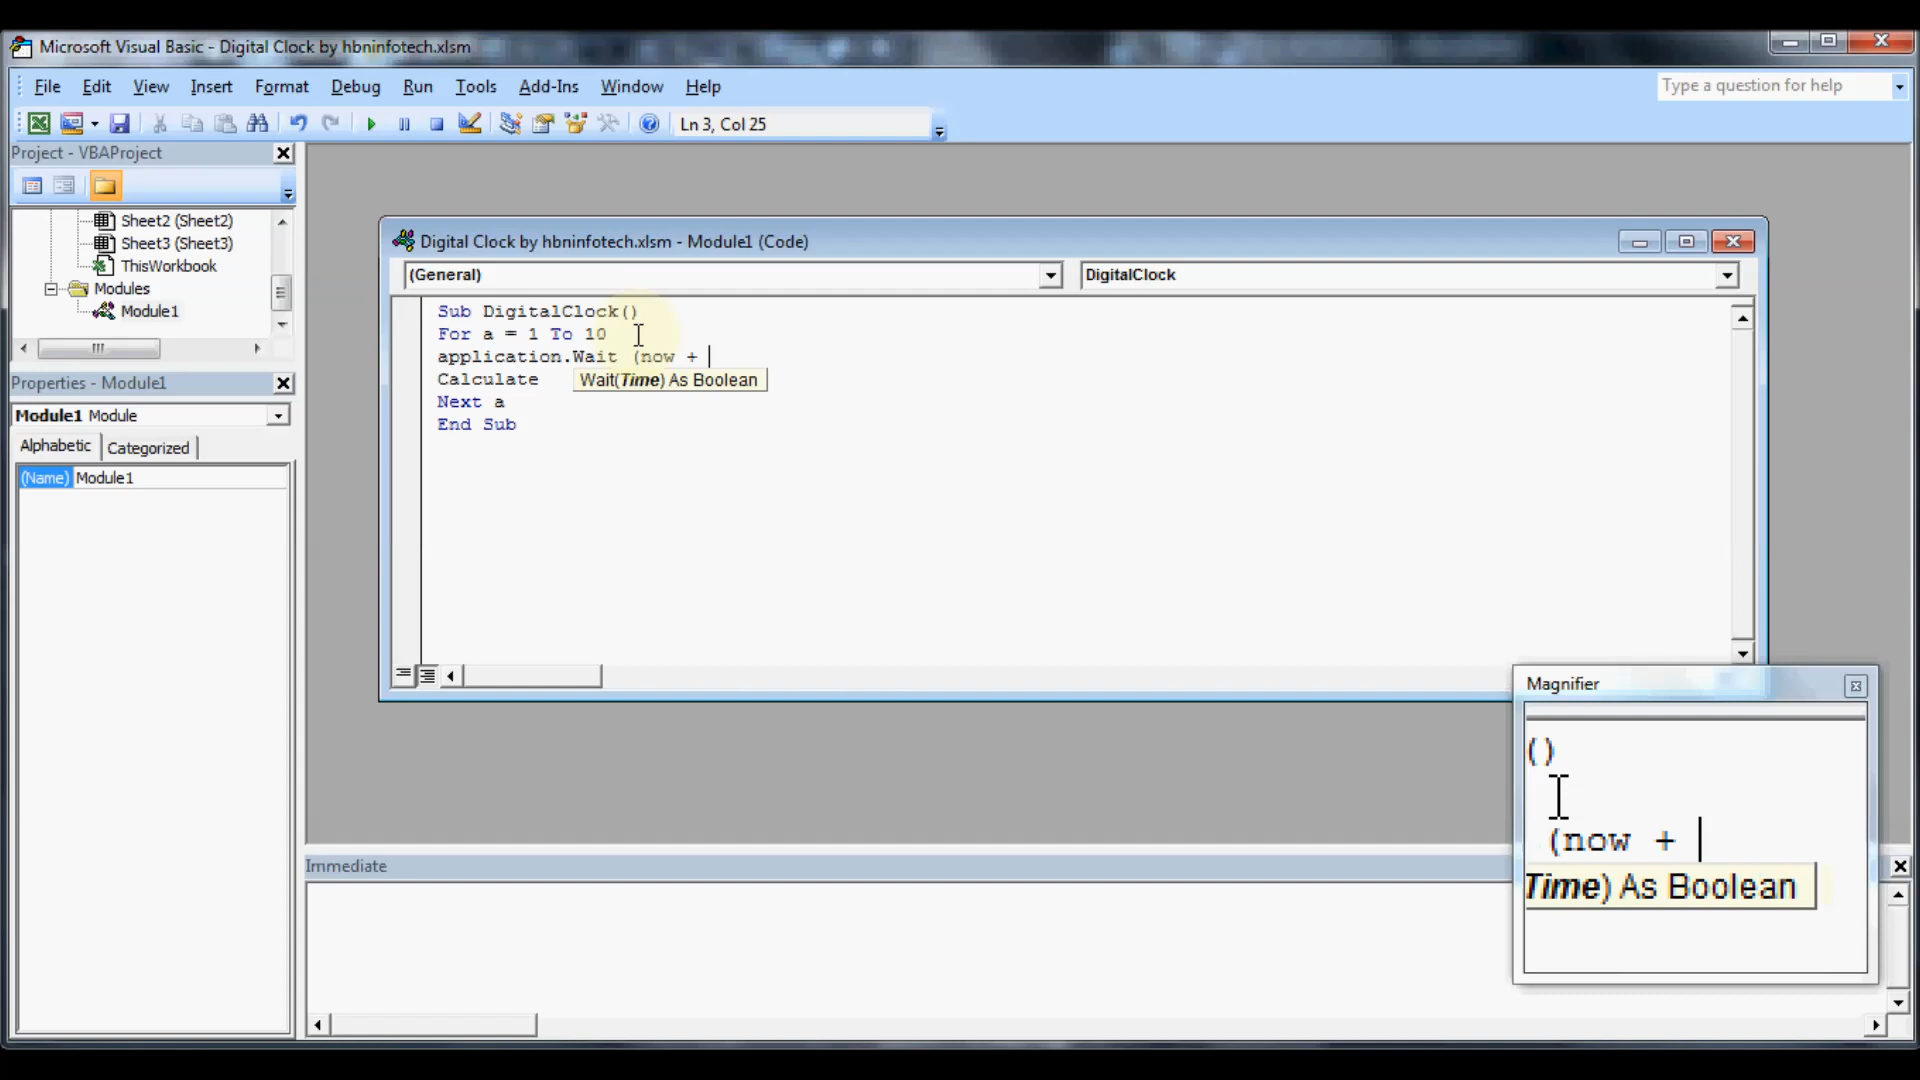 Microsoft Visual Basic - Digital Clock by hbninfotech.xlsm
File Edit View Insert Format Debug Run Tools Add-Ins Window Help
Type a question for help
Ln 3, Col 25
Project - VBAProject
Sheet2 (Sheet2)
Sheet3 (Sheet3)
ThisWorkbook
Modules
Module1
Properties - Module1
Module1 Module
Alphabetic Categorized
(Name) Module1
Digital Clock by hbninfotech.xlsm - Module1 (Code)
(General) DigitalClock
Sub DigitalClock()
For a = 1 To 10
application.Wait (now +
Calculate
Wait(Time) As Boolean
Next a
End Sub
Magnifier
()
(now +
Time) As Boolean
Immediate